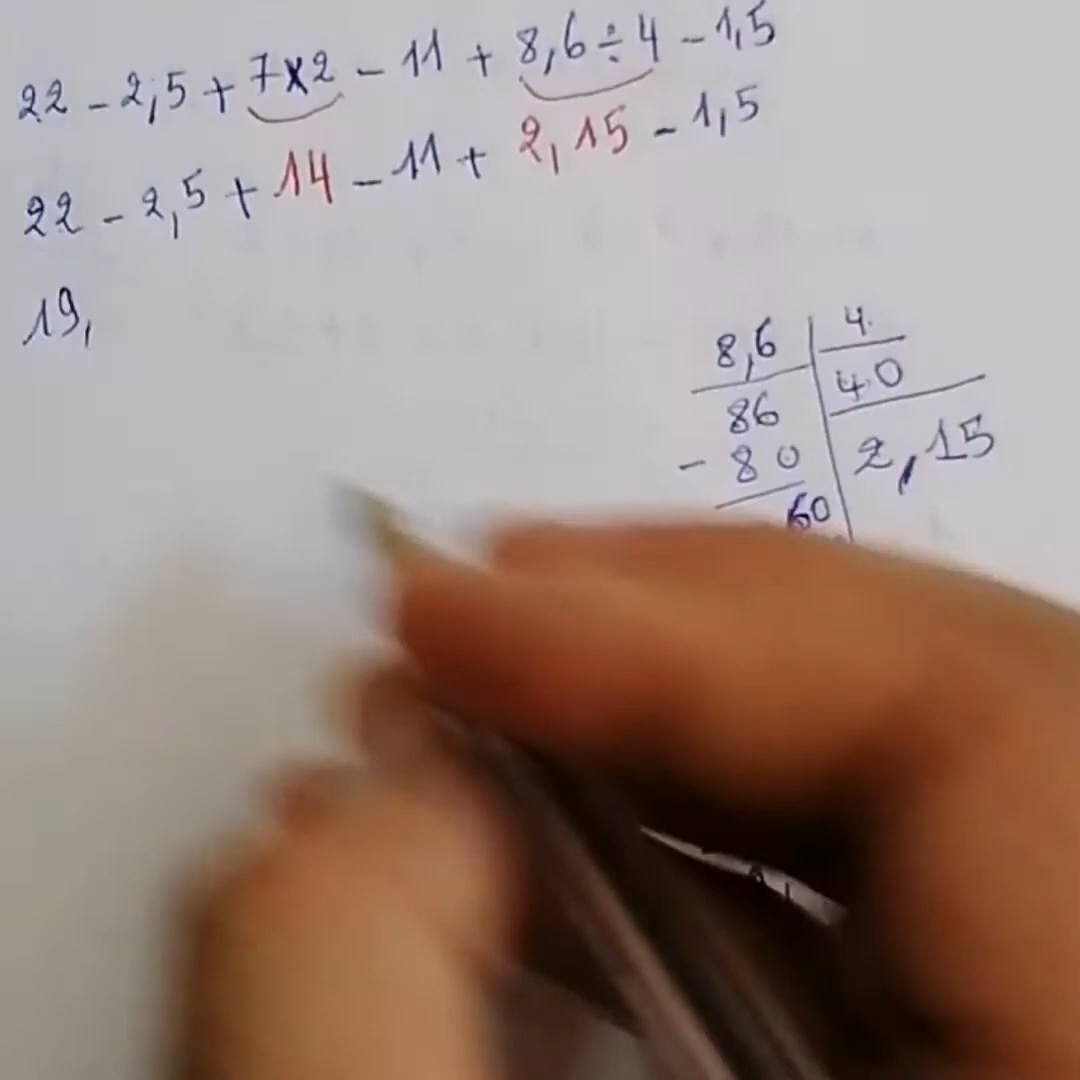 22 - 2,5 + 7x2 - 11 + 8,6 ÷ 4 - 1,5
22 - 2,5 + 14 - 11 + 2,15 - 1,5
19,
8,6 4
86 40
- 80 2,15
60